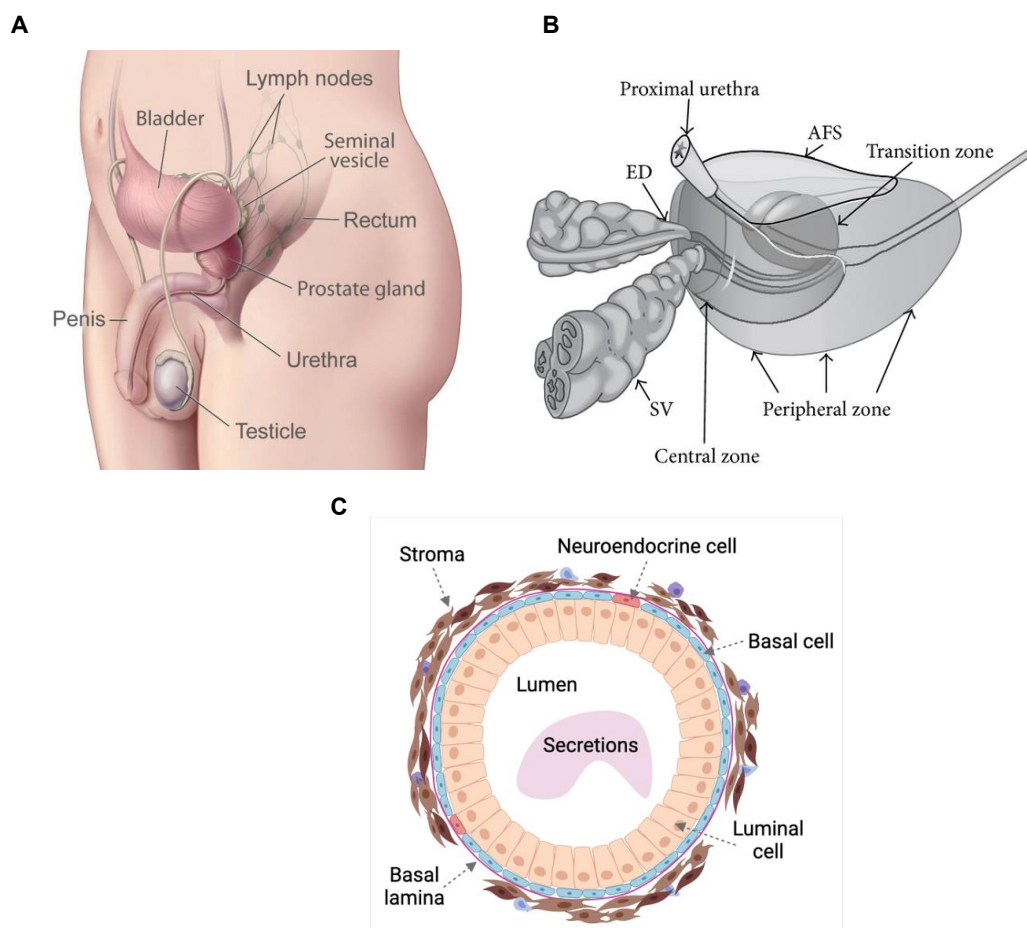 A
Lymph nodes
Bladder
Seminal
vesicle
Rectum
Prostate gland
Penis
Urethra
Testicle
B
Proximal urethra
AFS
Transition zone
ED
SV
Peripheral zone
Central zone
C
Stroma
Neuroendocrine cell
Basal cell
Lumen
Secretions
Luminal
cell
Basal
lamina